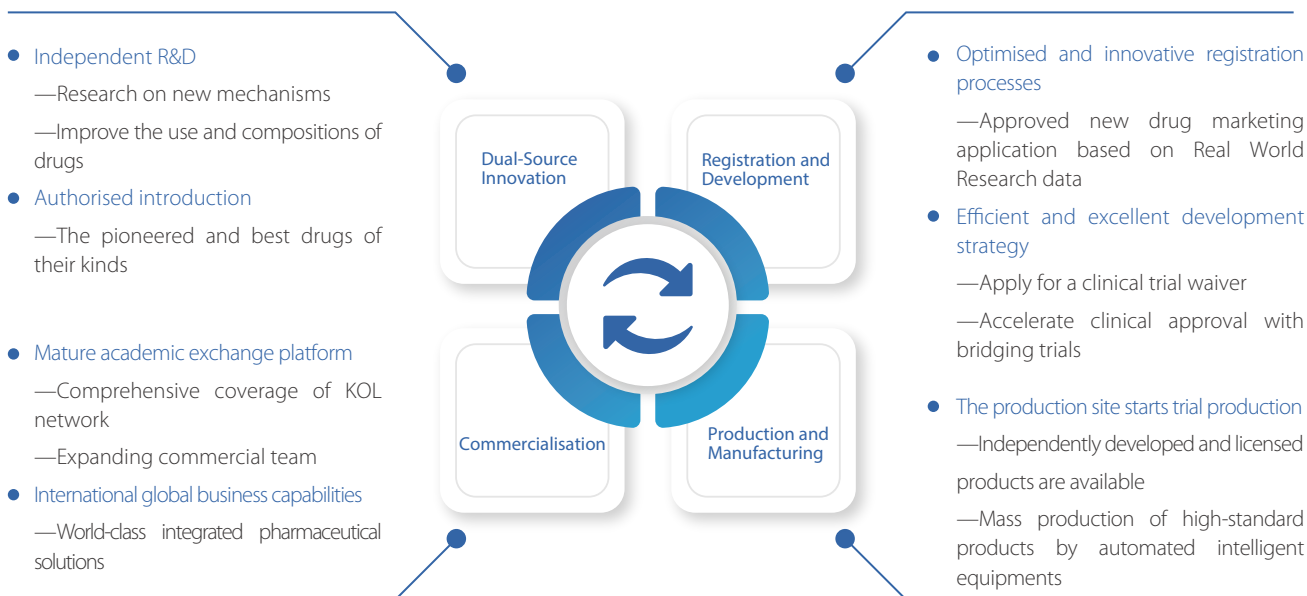 Independent R&D
—Research on new mechanisms
—Improve the use and compositions of
drugs
Authorised introduction
—The pioneered and best drugs of
their kinds
Dual-Source
Innovation
Registration and
Development
Optimised and innovative registration
processes
—Approved new drug marketing
application based on Real World
Research data
Efficient and excellent development
strategy
—Apply for a clinical trial waiver
—Accelerate clinical approval with
bridging trials
Mature academic exchange platform
—Comprehensive coverage of KOL
network
—Expanding commercial team
International global business capabilities
—World-class integrated pharmaceutical
solutions
Commercialisation
Production and
Manufacturing
The production site starts trial production
—Independently developed and licensed
products are available
—Mass production of high-standard
products by automated intelligent
equipments